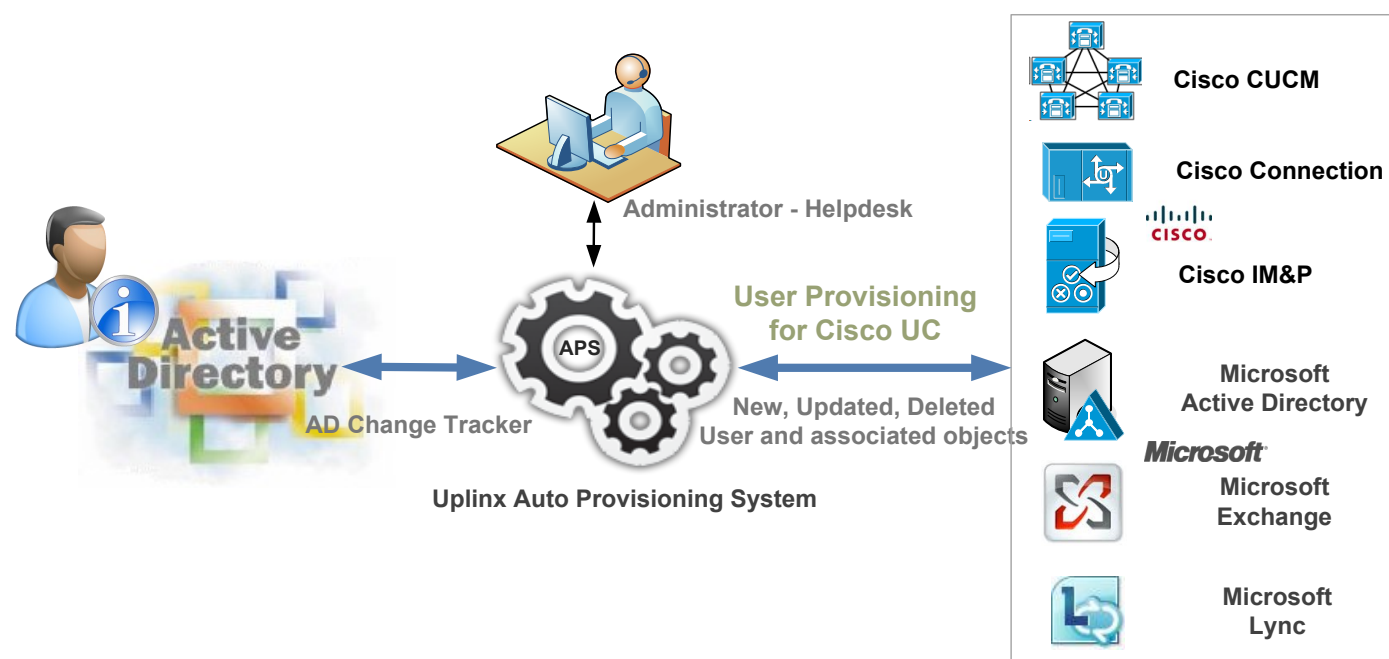 Cisco CUCM
Cisco Connection
CISCO
Cisco IM&P
Administrator - Helpdesk
Active
Directory
AD Change Tracker
APS
User Provisioning
for Cisco UC
New, Updated, Deleted
User and associated objects
Uplinx Auto Provisioning System
Microsoft
Active Directory
Microsoft
Microsoft
Exchange
Microsoft
Lync